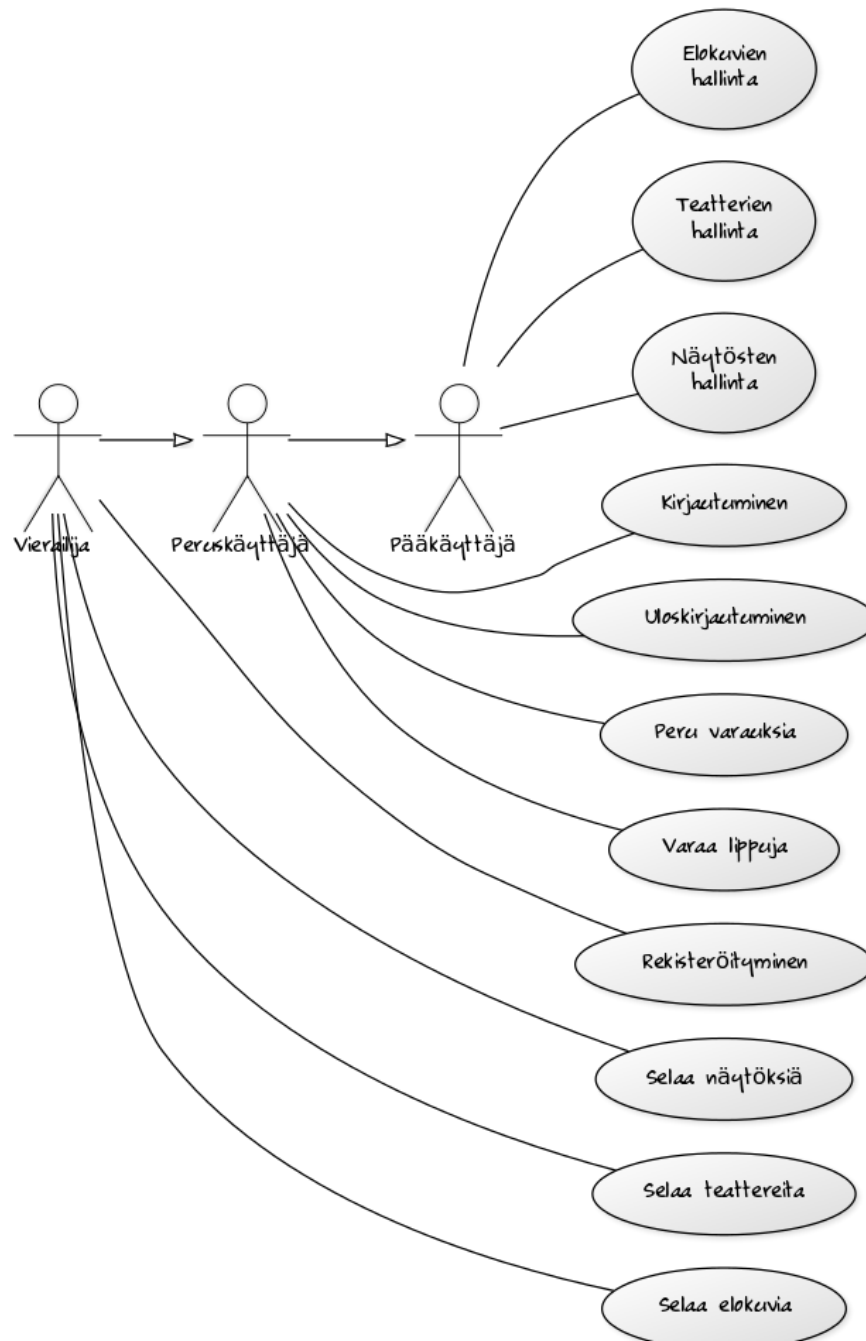 Elokuvien
hallinta
Teatterien
hallinta
Näytösten
hallinta
Vierailija
Peruskäyttäjä
Pääkäyttäjä
Kirjautuminen
Uloskirjautuminen
Peru varauksia
Varaa lippuja
Rekisteröityminen
Selaa näytöksiä
Selaa teattereita
Selaa elokuvia